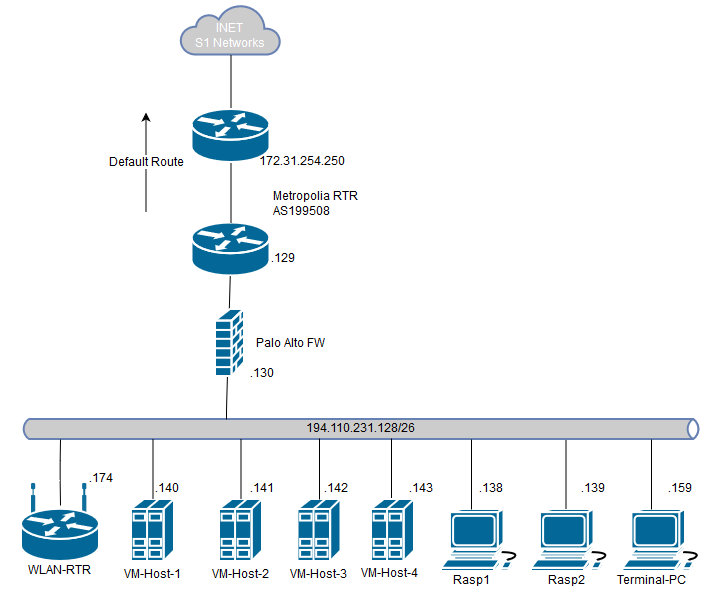 INET
S1 Networks
172.31.254.250
Default Route
Metropolia RTR
AS199508
.129
Palo Alto FW
.130
194.110.231.128/26
.174
.140
.141
.142
.143
.138
.139
.159
WLAN-RTR
VM-Host-1
VM-Host-2
VM-Host-3
VM-Host-4
Rasp1
Rasp2
Terminal-PC